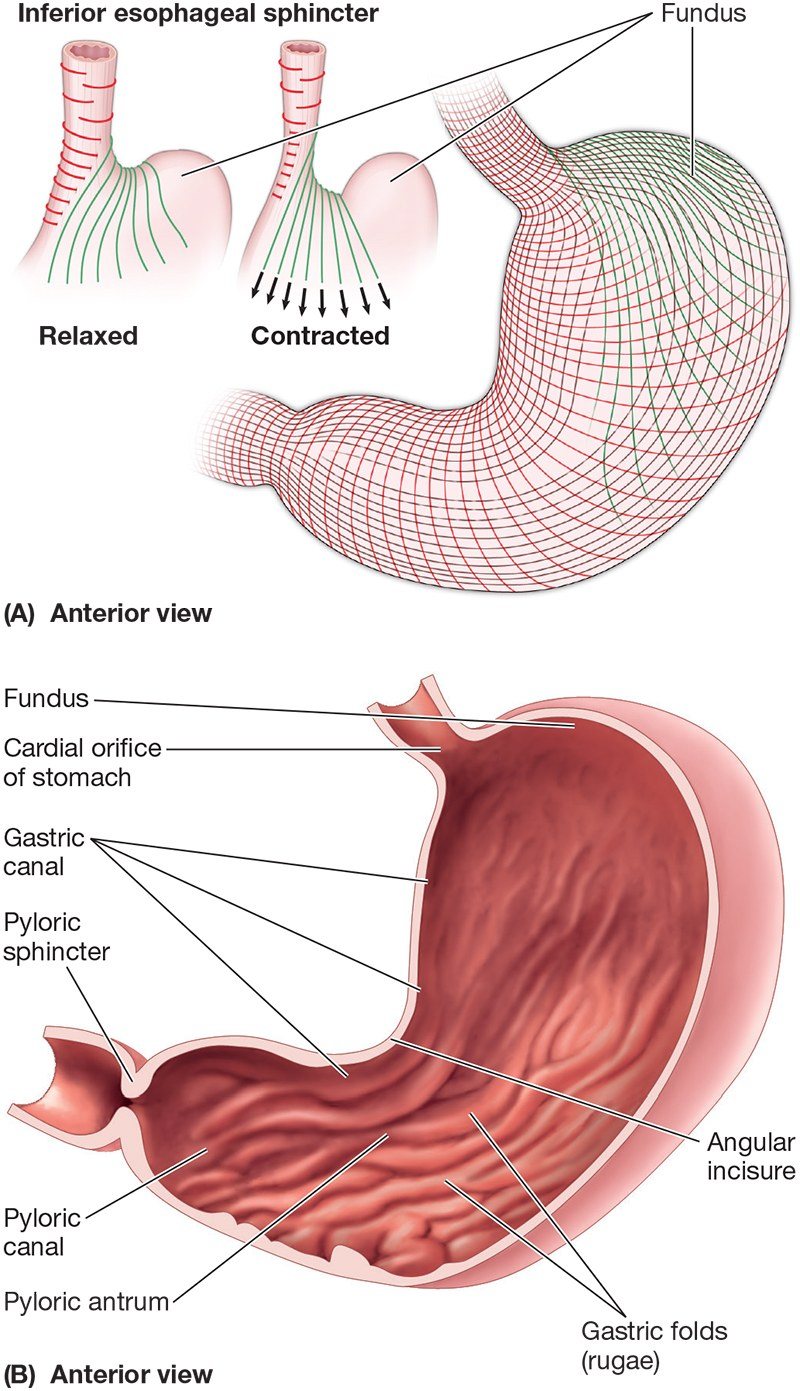 Inferior esophageal sphincter
Fundus
Relaxed
Contracted
(A) Anterior view
Fundus
Cardial orifice
of stomach
Gastric
canal
Pyloric
sphincter
Angular
incisure
Pyloric
canal
Pyloric antrum
Gastric folds
(rugae)
(B) Anterior view